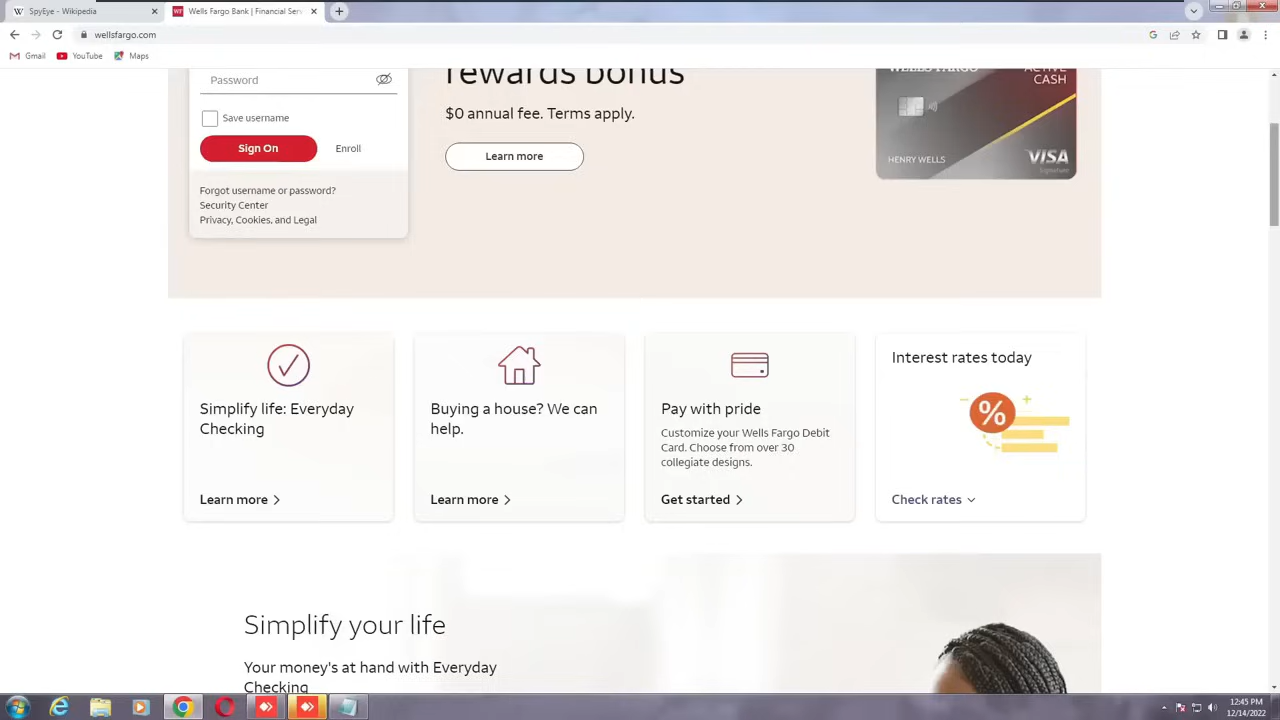 SpyEye - Wikipedia
Wells Fargo Bank | Financial Serv
wellsfargo.com
Gmail
YouTube
Maps
Password
Save username
Sign On
Enroll
Forgot username or password?
Security Center
Privacy, Cookies, and Legal
rewards bonus
$0 annual fee. Terms apply.
Learn more
WELLS FARGO
ACTIVE
CASH
HENRY WELLS
VISA
Signature
Simplify life: Everyday
Checking
Learn more
Buying a house? We can
help.
Learn more
Pay with pride
Customize your Wells Fargo Debit
Card. Choose from over 30
collegiate designs.
Get started
Interest rates today
%
Check rates
Simplify your life
Your money's at hand with Everyday
Checking
12:45 PM
12/14/2022